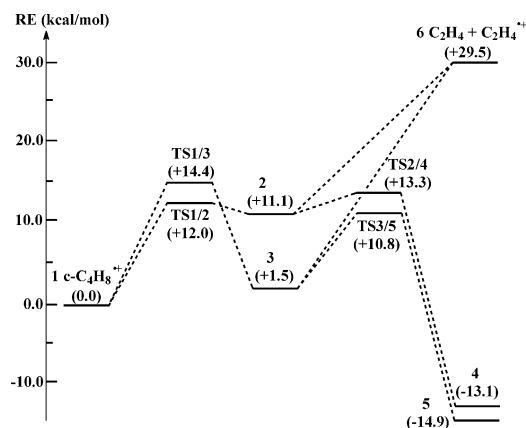 RE (kcal/mol)
6 C₂H₄ + C₂H₄•+
(+29.5)
30.0
20.0
TS1/3
(+14.4)
2
(+11.1)
TS2/4
(+13.3)
10.0
TS1/2
(+12.0)
TS3/5
(+10.8)
3
(+1.5)
1 c-C₄H₈•+
(0.0)
0.0
-10.0
4
(-13.1)
5
(-14.9)